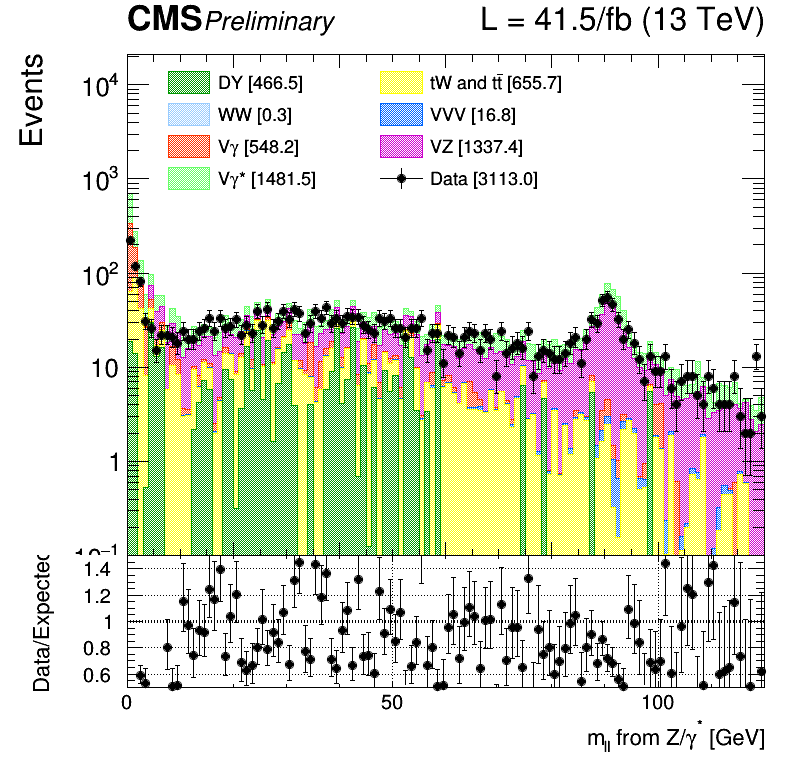 CMS Preliminary L = 41.5/fb (13 TeV)
Events
10⁴
10³
10²
10
1
10⁻¹
DY [466.5]
WW [0.3]
Vγ [548.2]
Vγ* [1481.5]
tW and tt̄ [655.7]
VVV [16.8]
VZ [1337.4]
Data [3113.0]
Data/Expected
1.4
1.2
1
0.8
0.6
0 50 100
m_ll from Z/γ* [GeV]